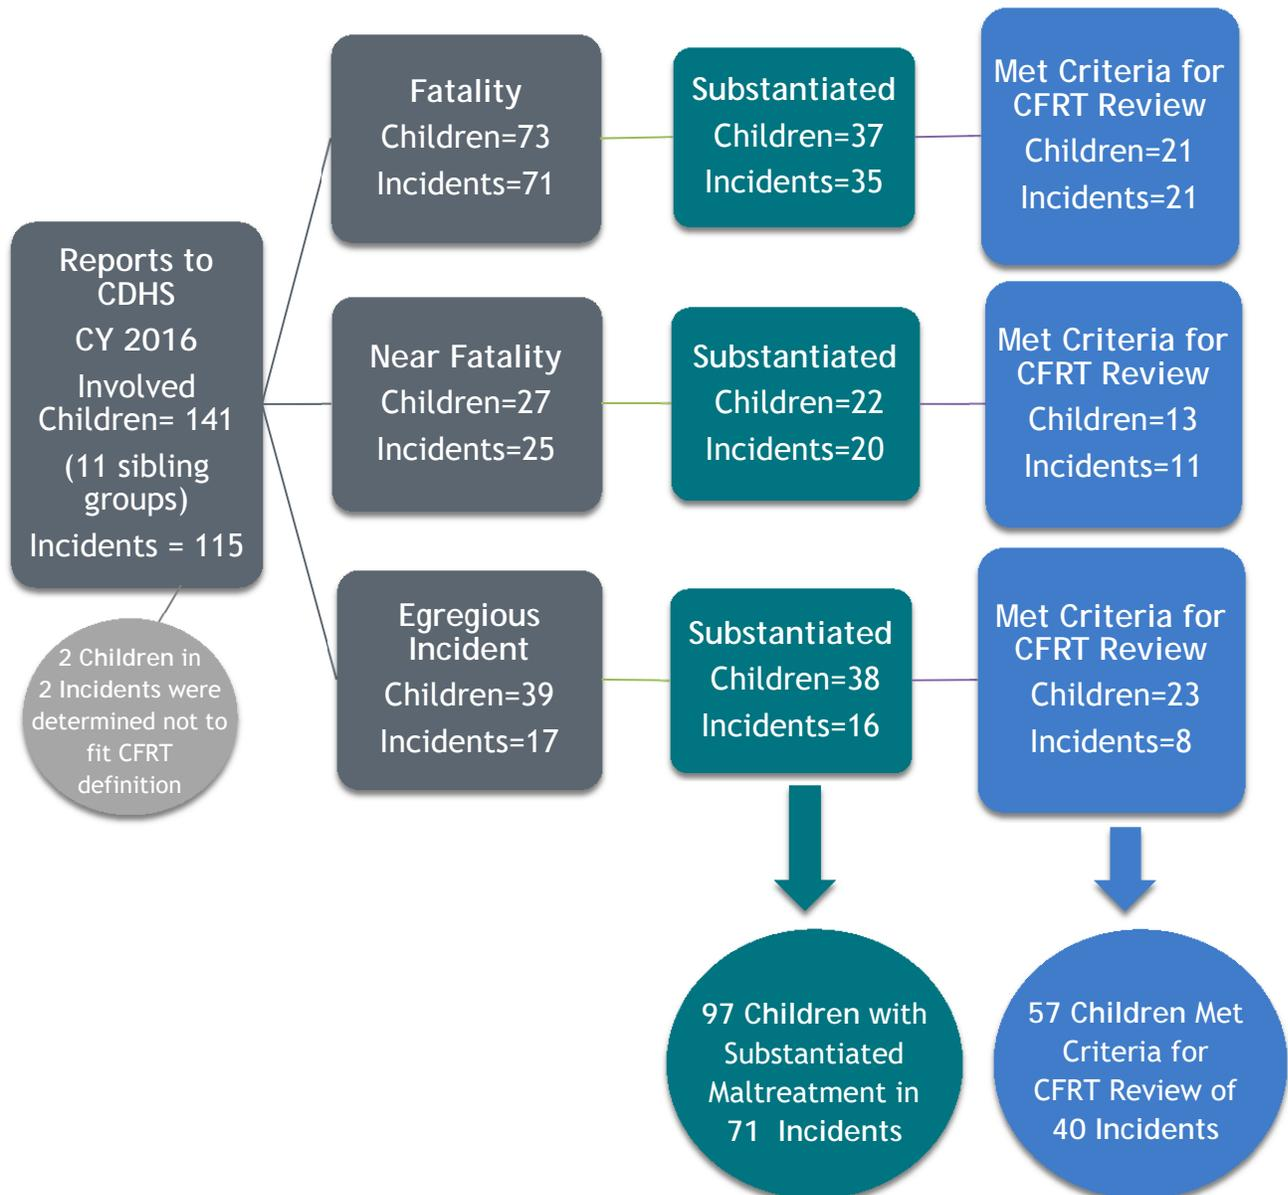 Reports to
CDHS
CY 2016
Involved
Children= 141
(11 sibling
groups)
Incidents = 115
2 Children in
2 Incidents were
determined not to
fit CFRT
definition
Fatality
Children=73
Incidents=71
Substantiated
Children=37
Incidents=35
Met Criteria for
CFRT Review
Children=21
Incidents=21
Near Fatality
Children=27
Incidents=25
Substantiated
Children=22
Incidents=20
Met Criteria for
CFRT Review
Children=13
Incidents=11
Egregious
Incident
Children=39
Incidents=17
Substantiated
Children=38
Incidents=16
Met Criteria for
CFRT Review
Children=23
Incidents=8
97 Children with
Substantiated
Maltreatment in
71 Incidents
57 Children Met
Criteria for
CFRT Review of
40 Incidents